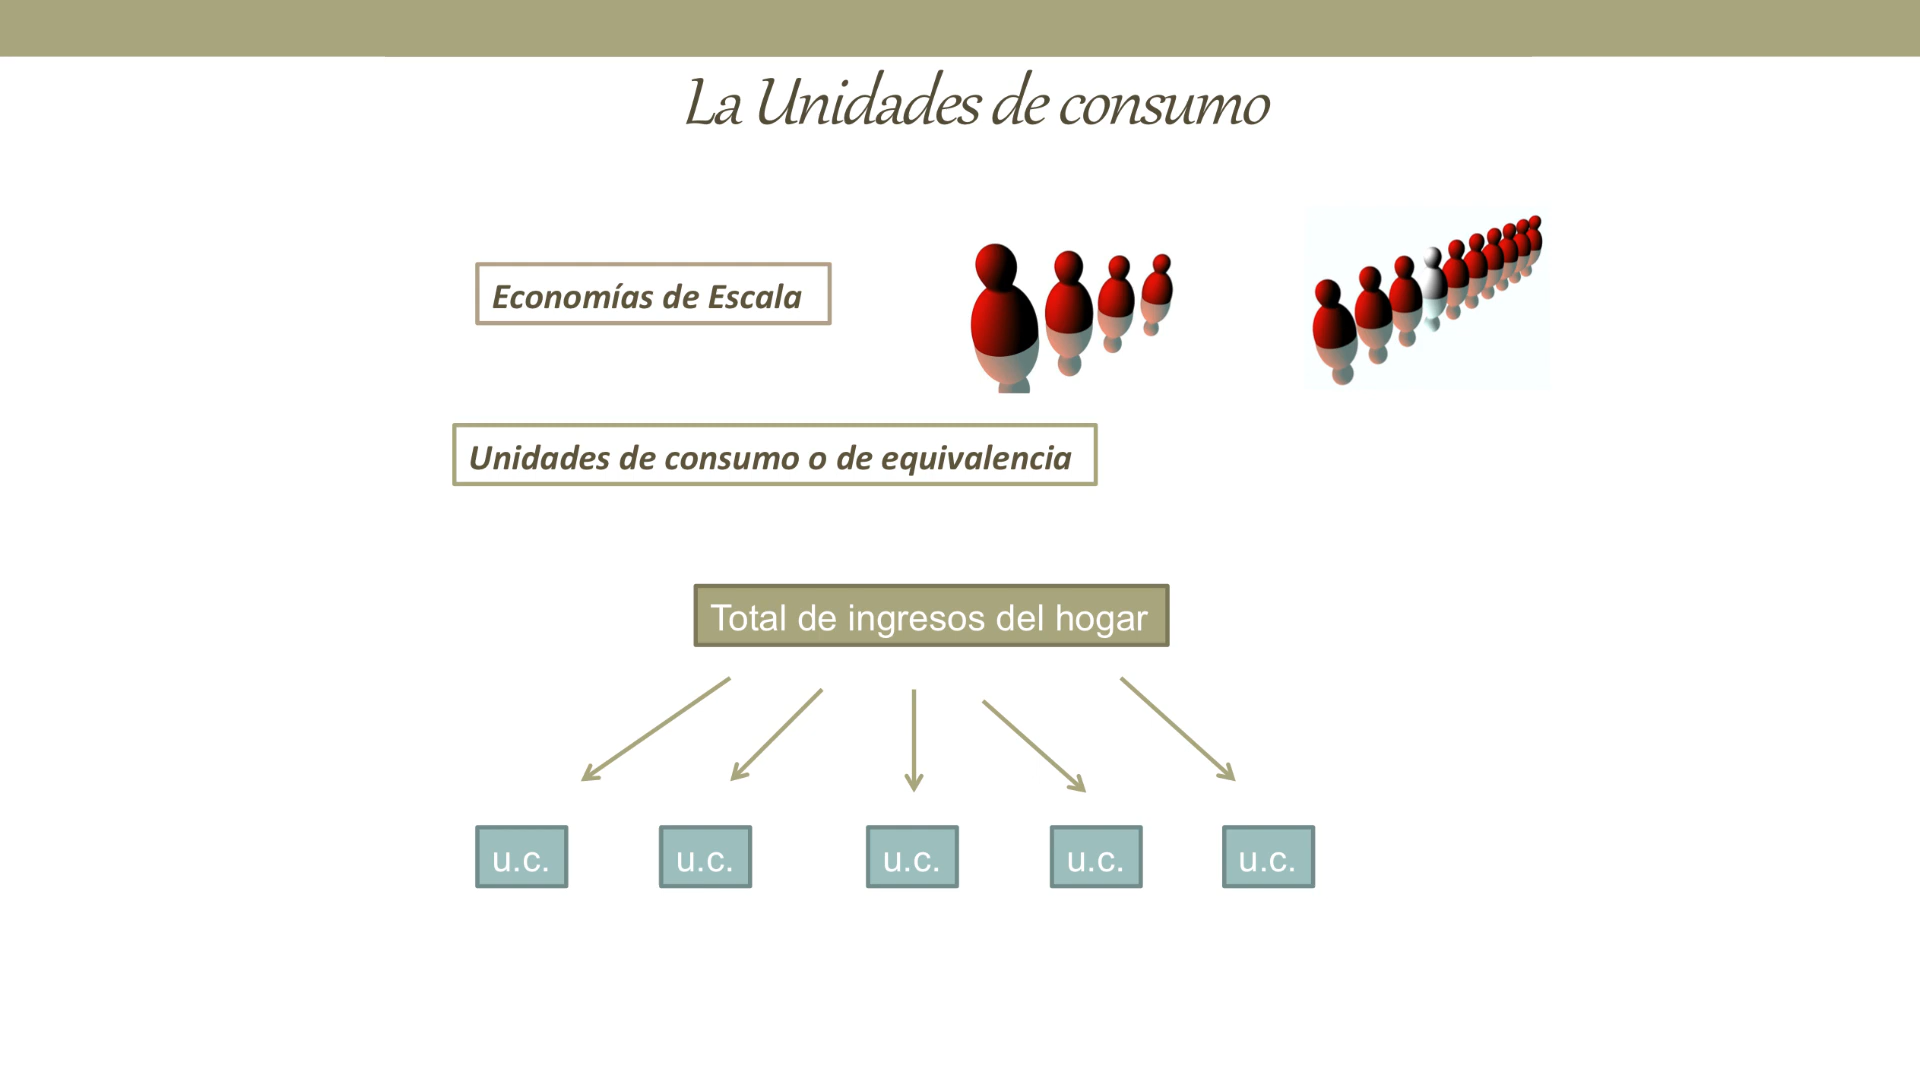 La Unidades de consumo
Economías de Escala
Unidades de consumo o de equivalencia
Total de ingresos del hogar
u.c. u.c. u.c. u.c. u.c.